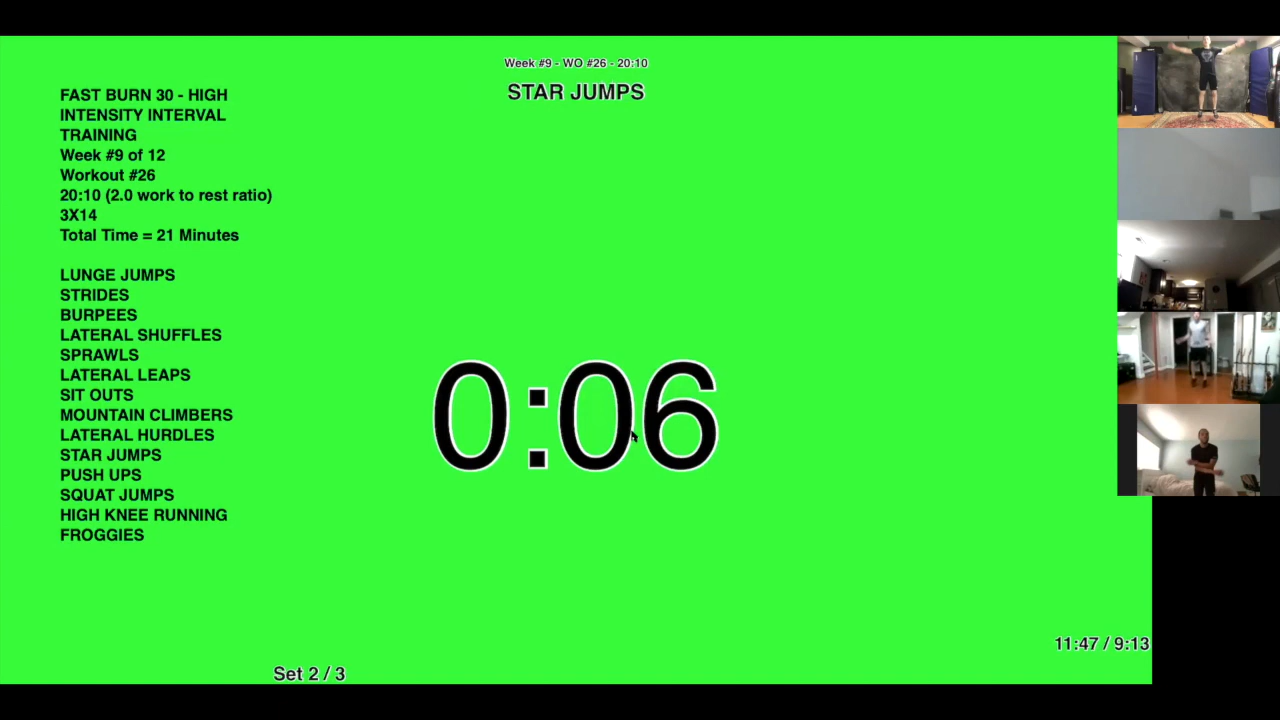 Week #9 - WO #26 - 20:10
STAR JUMPS
FAST BURN 30 - HIGH
INTENSITY INTERVAL
TRAINING
Week #9 of 12
Workout #26
20:10 (2.0 work to rest ratio)
3X14
Total Time = 21 Minutes
LUNGE JUMPS
STRIDES
BURPEES
LATERAL SHUFFLES
SPRAWLS
LATERAL LEAPS
SIT OUTS
MOUNTAIN CLIMBERS
LATERAL HURDLES
STAR JUMPS
PUSH UPS
SQUAT JUMPS
HIGH KNEE RUNNING
FROGGIES
0:06
11:47 / 9:13
Set 2 / 3